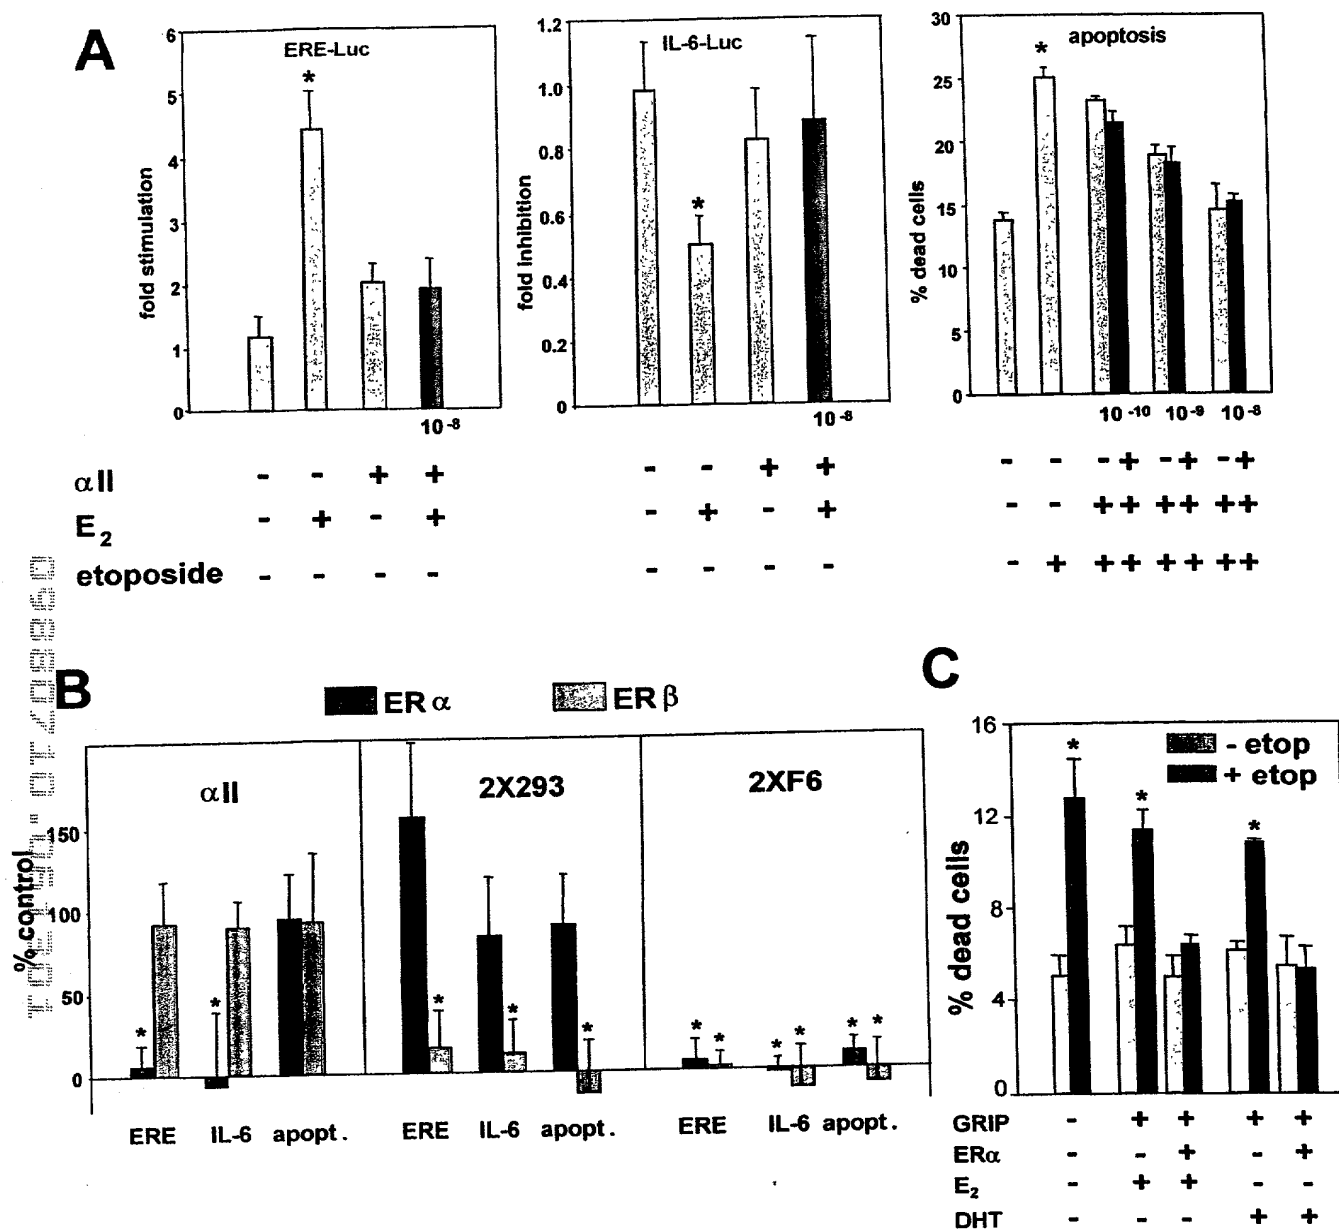 A
ERE-Luc
*
fold stimulation
6
5
4
3
2
1
0
10-8
IL-6-Luc
*
fold inhibition
1.2
1.0
0.8
0.6
0.4
0.2
0
10-8
apoptosis
*
% dead cells
30
25
20
15
10
5
0
10-10 10-9 10-8
αII - - + + - - + + - - - + - + - +
E2 - + - + - + - + - - + + + + + +
etoposide - - - - - - - - - + + + + + + +
B
ER α ER β
αII 2X293 2XF6
% control
150
100
50
0
* * * * * * * * * * *
ERE IL-6 apopt. ERE IL-6 apopt. ERE IL-6 apopt.
C
- etop
+ etop
* * *
% dead cells
16
12
8
4
0
GRIP - + + + +
ERα - - + - +
E2 - + + - -
DHT - - - + +